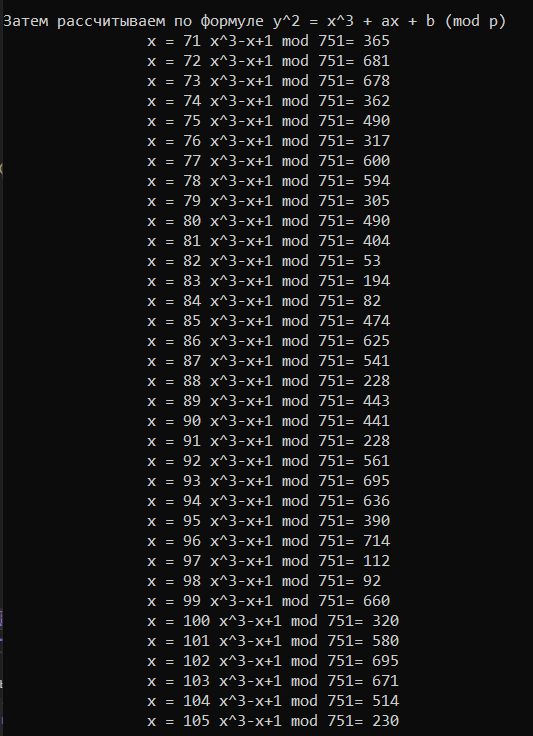 Затем рассчитываем по формуле y^2 = x^3 + ax + b (mod p)
x = 71 x^3-x+1 mod 751= 365
x = 72 x^3-x+1 mod 751= 681
x = 73 x^3-x+1 mod 751= 678
x = 74 x^3-x+1 mod 751= 362
x = 75 x^3-x+1 mod 751= 490
x = 76 x^3-x+1 mod 751= 317
x = 77 x^3-x+1 mod 751= 600
x = 78 x^3-x+1 mod 751= 594
x = 79 x^3-x+1 mod 751= 305
x = 80 x^3-x+1 mod 751= 490
x = 81 x^3-x+1 mod 751= 404
x = 82 x^3-x+1 mod 751= 53
x = 83 x^3-x+1 mod 751= 194
x = 84 x^3-x+1 mod 751= 82
x = 85 x^3-x+1 mod 751= 474
x = 86 x^3-x+1 mod 751= 625
x = 87 x^3-x+1 mod 751= 541
x = 88 x^3-x+1 mod 751= 228
x = 89 x^3-x+1 mod 751= 443
x = 90 x^3-x+1 mod 751= 441
x = 91 x^3-x+1 mod 751= 228
x = 92 x^3-x+1 mod 751= 561
x = 93 x^3-x+1 mod 751= 695
x = 94 x^3-x+1 mod 751= 636
x = 95 x^3-x+1 mod 751= 390
x = 96 x^3-x+1 mod 751= 714
x = 97 x^3-x+1 mod 751= 112
x = 98 x^3-x+1 mod 751= 92
x = 99 x^3-x+1 mod 751= 660
x = 100 x^3-x+1 mod 751= 320
x = 101 x^3-x+1 mod 751= 580
x = 102 x^3-x+1 mod 751= 695
x = 103 x^3-x+1 mod 751= 671
x = 104 x^3-x+1 mod 751= 514
x = 105 x^3-x+1 mod 751= 230